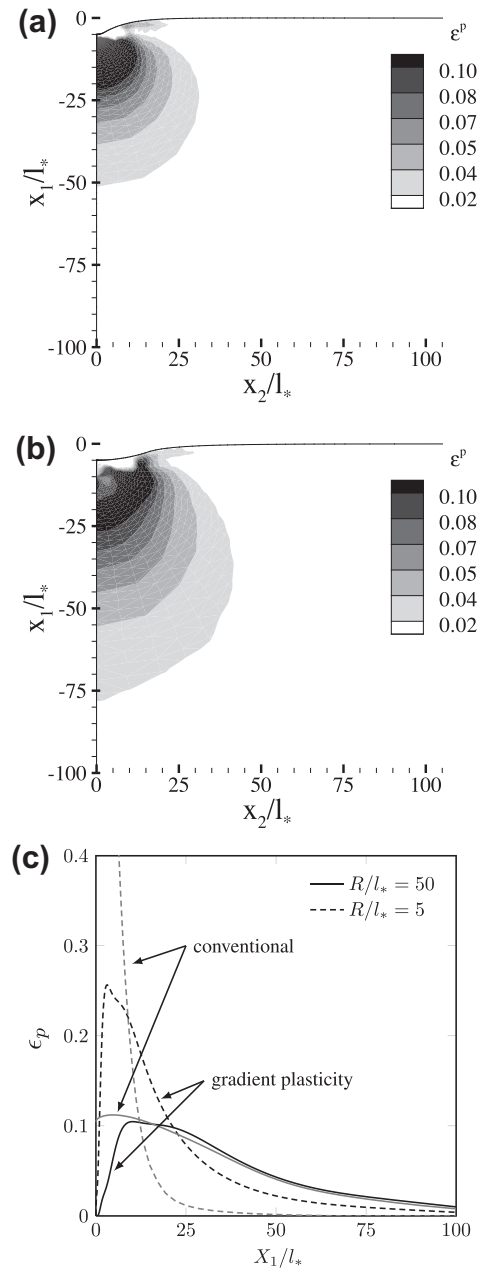 (a)
0
-25
-50
-75
-100
x1/l*
0 25 50 75 100
x2/l*
εp
0.10
0.08
0.07
0.05
0.04
0.02
(b)
0
-25
-50
-75
-100
x1/l*
0 25 50 75 100
x2/l*
εp
0.10
0.08
0.07
0.05
0.04
0.02
(c)
0.4
0.3
0.2
0.1
0
ϵp
R/l* = 50
R/l* = 5
conventional
gradient plasticity
0 25 50 75 100
X1/l*